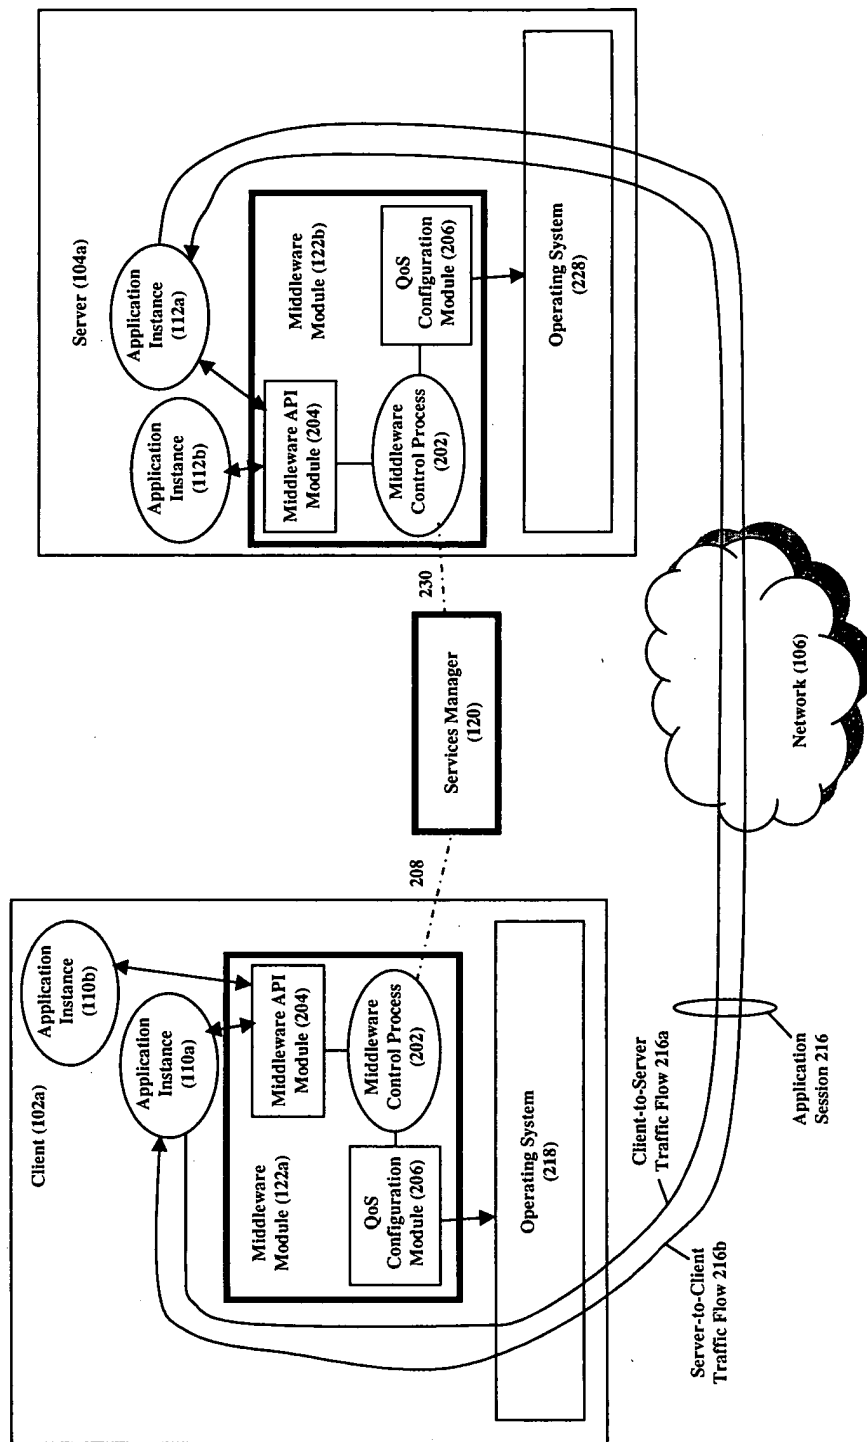 Client (102a)
Application
Instance
(110b)
Application
Instance
(110a)
Middleware API
Module (204)
Middleware
Module (122a)
Middleware
Control Process
(202)
QoS
Configuration
Module (206)
Operating System
(218)
208
Services Manager
(120)
230
Server (104a)
Application
Instance
(112b)
Application
Instance
(112a)
Middleware API
Module (204)
Middleware
Module (122b)
Middleware
Control Process
(202)
QoS
Configuration
Module (206)
Operating System
(228)
Network (106)
Client-to-Server
Traffic Flow 216a
Server-to-Client
Traffic Flow 216b
Application
Session 216